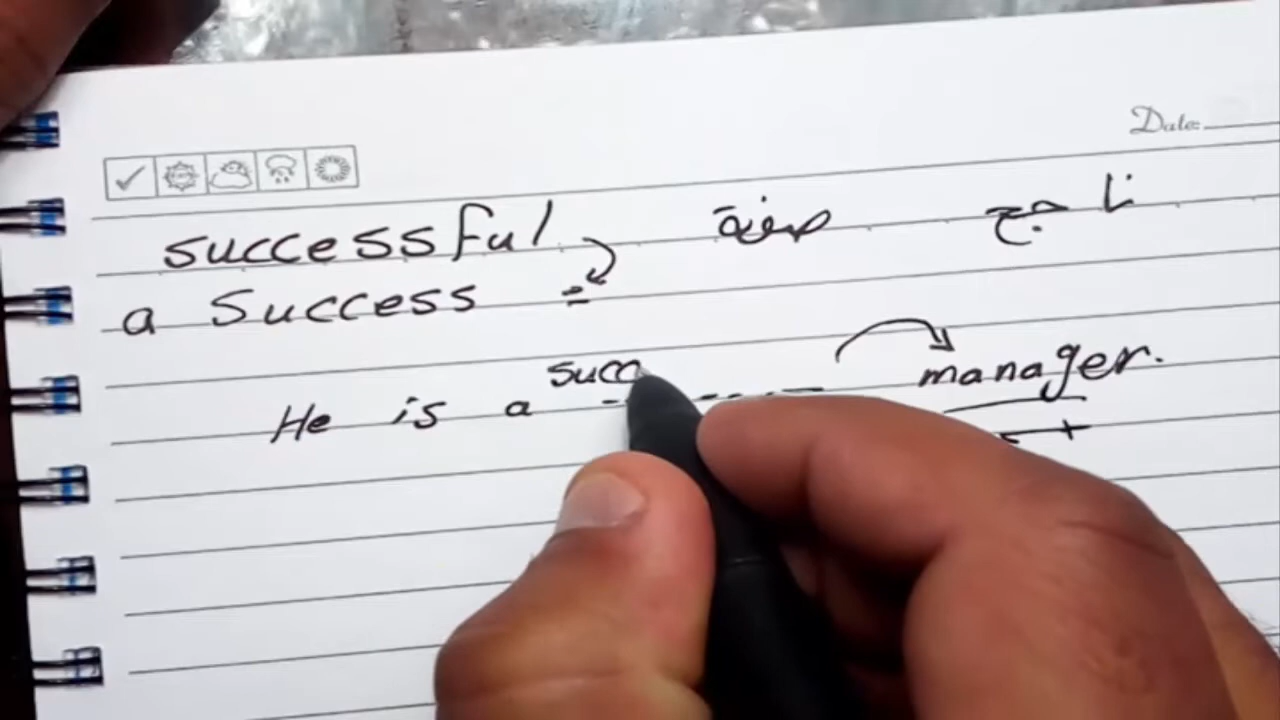 Date:
successful صفة ناجح
a Success =
succ
He is a ------ manager.